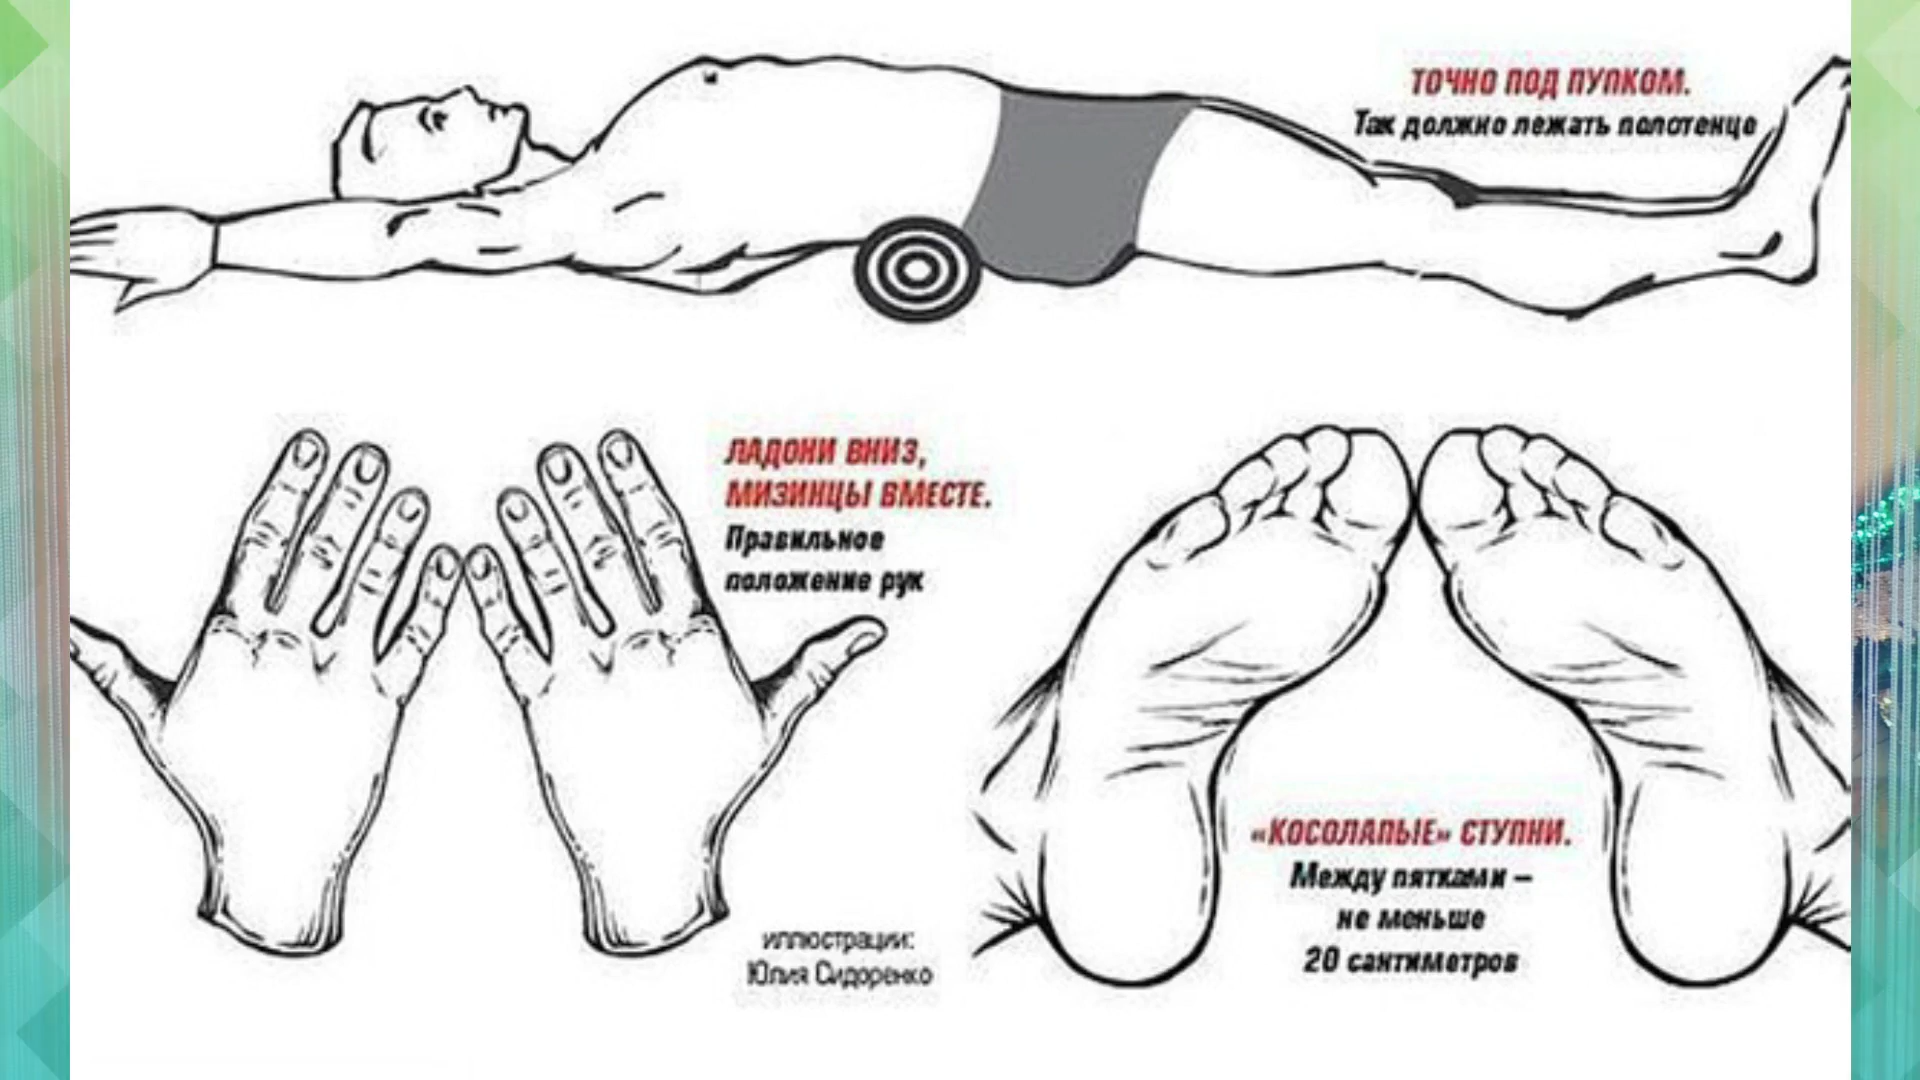 ТОЧНО ПОД ПУПКОМ.
Так должно лежать полотенце
ЛАДОНИ ВНИЗ,
МИЗИНЦЫ ВМЕСТЕ.
Правильное
положение рук
«КОСОЛАПЫЕ» СТУПНИ.
Между пятками –
не меньше
20 сантиметров
иллюстрации:
Юлия Сидоренко